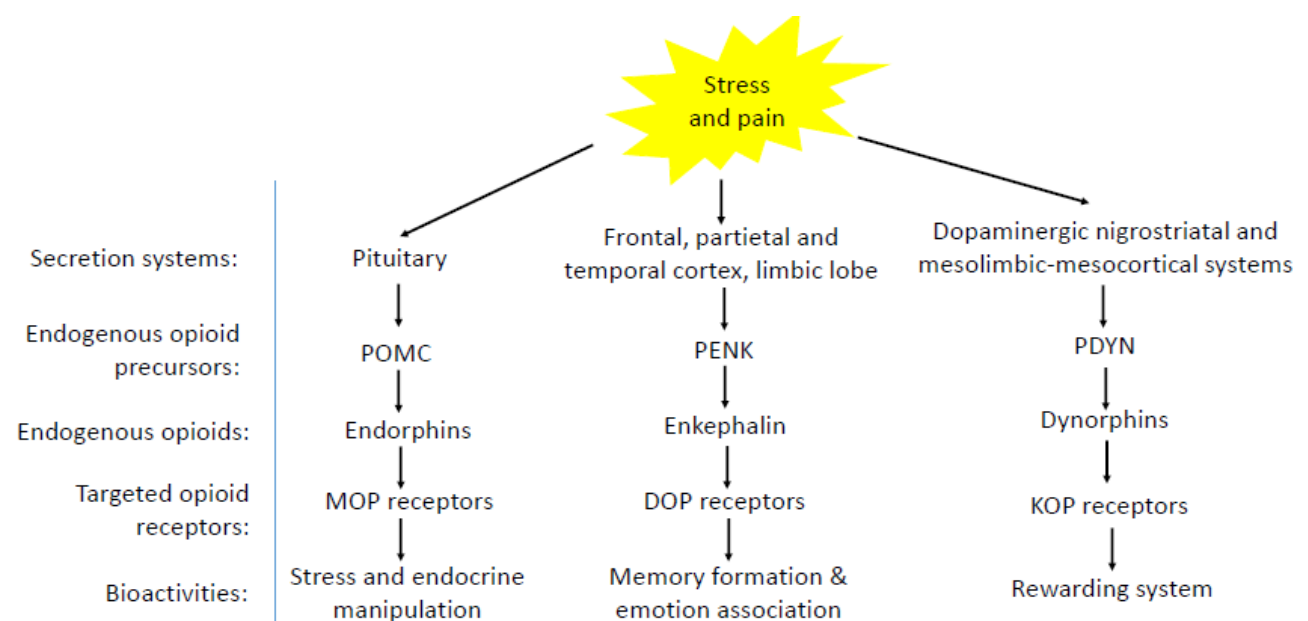 Stress
and pain
Secretion systems:
Pituitary
Frontal, partietal and
temporal cortex, limbic lobe
Dopaminergic nigrostriatal and
mesolimbic-mesocortical systems
Endogenous opioid
precursors:
POMC
PENK
PDYN
Endogenous opioids:
Endorphins
Enkephalin
Dynorphins
Targeted opioid
receptors:
MOP receptors
DOP receptors
KOP receptors
Bioactivities:
Stress and endocrine
manipulation
Memory formation &
emotion association
Rewarding system